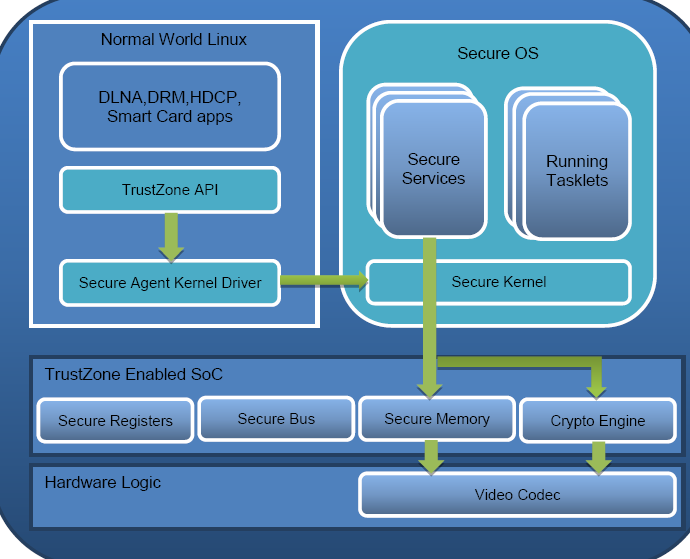 Normal World Linux
DLNA,DRM,HDCP,
Smart Card apps
TrustZone API
Secure Agent Kernel Driver
Secure OS
Secure
Services
Running
Tasklets
Secure Kernel
TrustZone Enabled SoC
Secure Registers
Secure Bus
Secure Memory
Crypto Engine
Hardware Logic
Video Codec